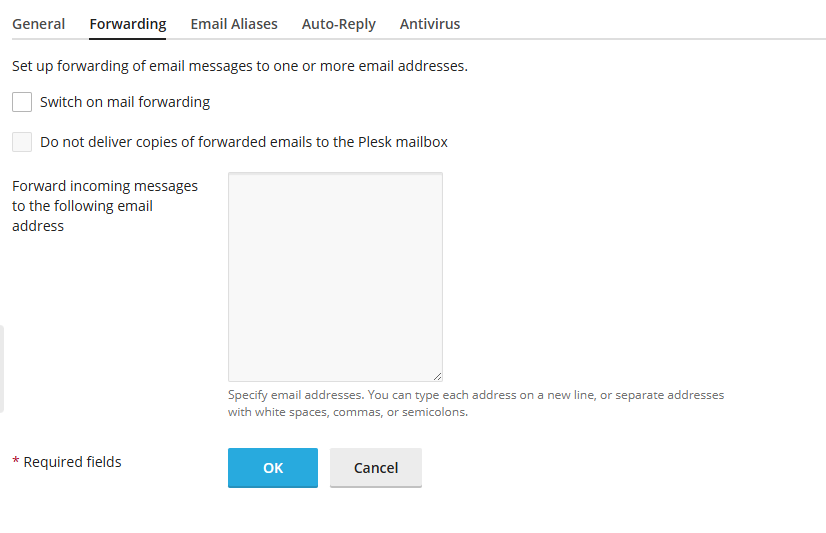 General Forwarding Email Aliases Auto-Reply Antivirus
Set up forwarding of email messages to one or more email addresses.
Switch on mail forwarding
Do not deliver copies of forwarded emails to the Plesk mailbox
Forward incoming messages
to the following email
address
Specify email addresses. You can type each address on a new line, or separate addresses
with white spaces, commas, or semicolons.
* Required fields
OK Cancel